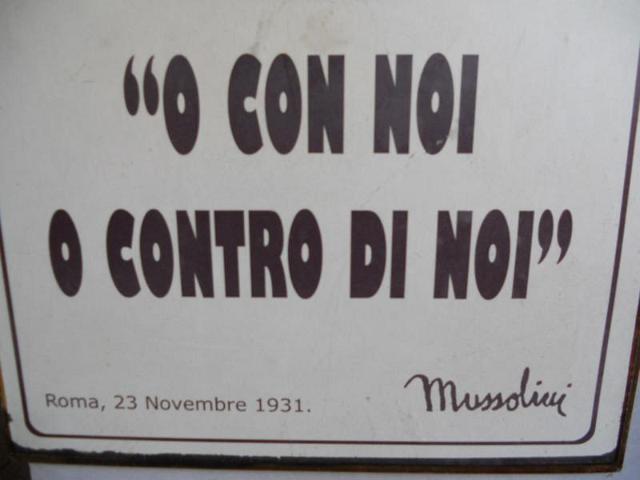 “O CON NOI
O CONTRO DI NOI”
Roma, 23 Novembre 1931.
Mussolini